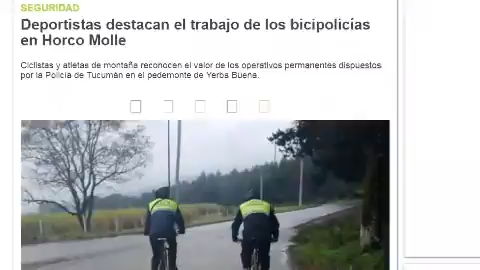 SEGURIDAD
Deportistas destacan el trabajo de los bicipolicías
en Horco Molle
Ciclistas y atletas de montaña reconocen el valor de los operativos permanentes dispuestos
por la Policía de Tucumán en el pedemonte de Yerba Buena.